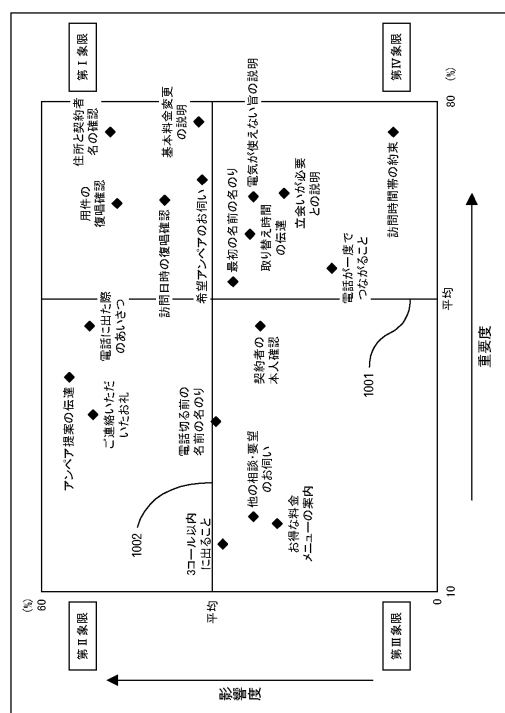 (%)
60
第Ⅱ象限
第Ⅰ象限
アンペア提案の伝達
ご連絡いただ
いたお礼
電話に出た際
のあいさつ
用件の
復唱確認
住所と契約者
名の確認
訪問日時の復唱確認
基本料金変更
の説明
希望アンペアのお伺い
1002
平均
3コール以内
に出ること
電話切る前の
名前の名のり
最初の名前の名のり
他の相談・要望
のお伺い
お得な料金
メニューの案内
契約者の
本人確認
取り替え時間
の伝達
電気が使えない旨の説明
立会いが必要
との説明
電話が一度で
つながること
訪問時間帯の約束
1001
影響度
第Ⅲ象限
第Ⅳ象限
0
10
平均
80
(%)
重要度